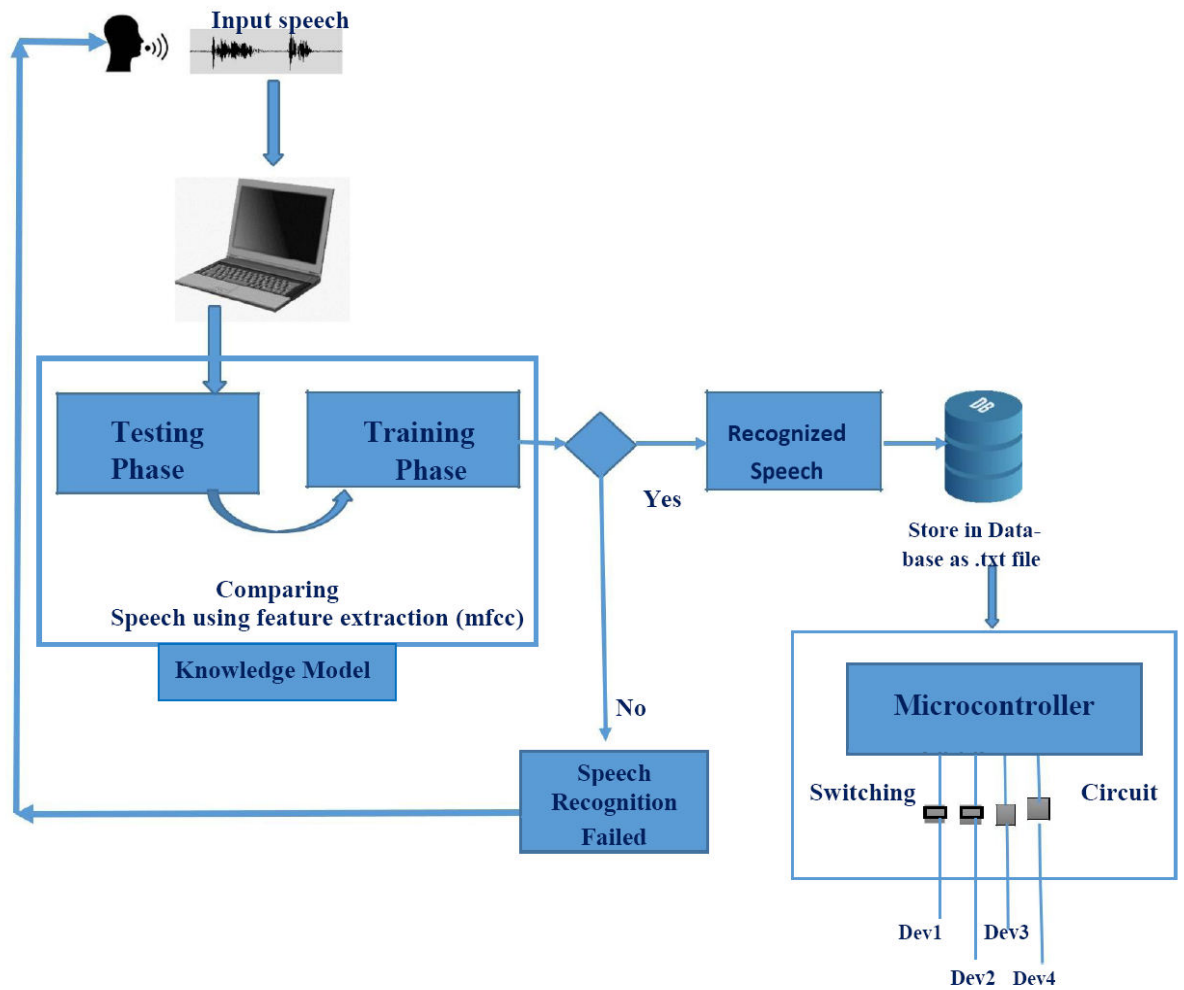 Input speech
Testing
Phase
Training
Phase
Comparing
Speech using feature extraction (mfcc)
Knowledge Model
Yes
No
Recognized
Speech
DB
Store in Data-
base as .txt file
Speech
Recognition
Failed
Microcontroller
Switching
Circuit
Dev1
Dev3
Dev2
Dev4